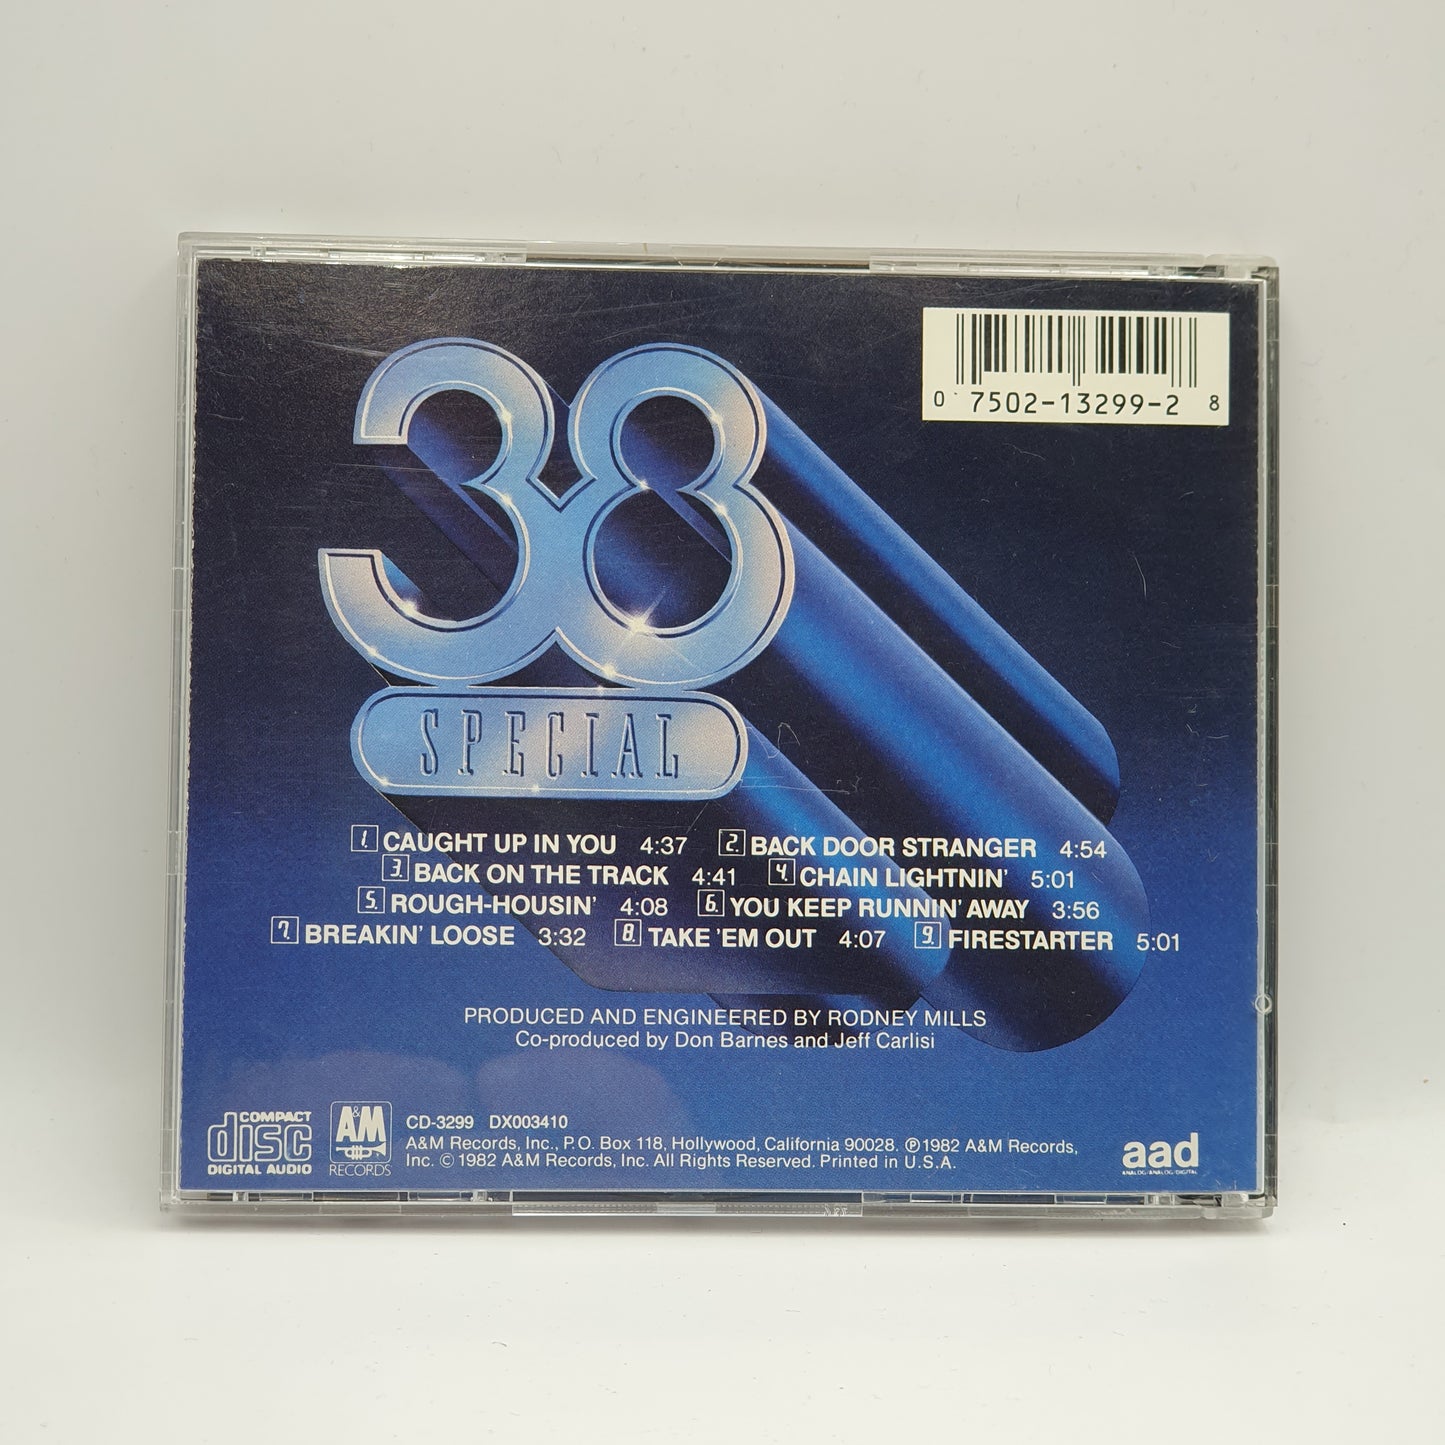 0 7502-13299-2 8
38
SPECIAL
1. CAUGHT UP IN YOU 4:37 2. BACK DOOR STRANGER 4:54
3. BACK ON THE TRACK 4:41 4. CHAIN LIGHTNIN' 5:01
5. ROUGH-HOUSIN' 4:08 6. YOU KEEP RUNNIN' AWAY 3:56
7. BREAKIN' LOOSE 3:32 8. TAKE 'EM OUT 4:07 9. FIRESTARTER 5:01
PRODUCED AND ENGINEERED BY RODNEY MILLS
Co-produced by Don Barnes and Jeff Carlisi
COMPACT
disc
DIGITAL AUDIO
A&M
RECORDS
CD-3299 DX003410
A&M Records, Inc., P.O. Box 118, Hollywood, California 90028. ℗1982 A&M Records,
Inc. ©1982 A&M Records, Inc. All Rights Reserved. Printed in U.S.A.
aad
ANALOG/ANALOG/DIGITAL